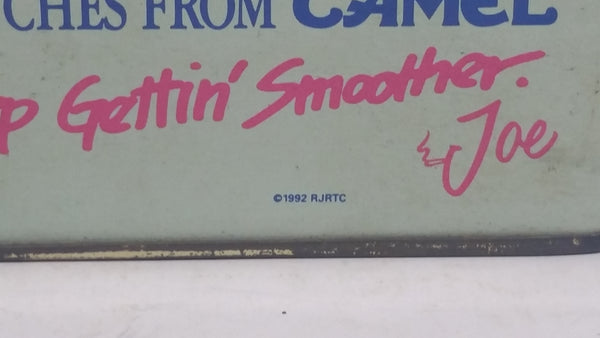 CHES FROM CAMEL
p Gettin' Smoother.
Joe
©1992 RJRTC